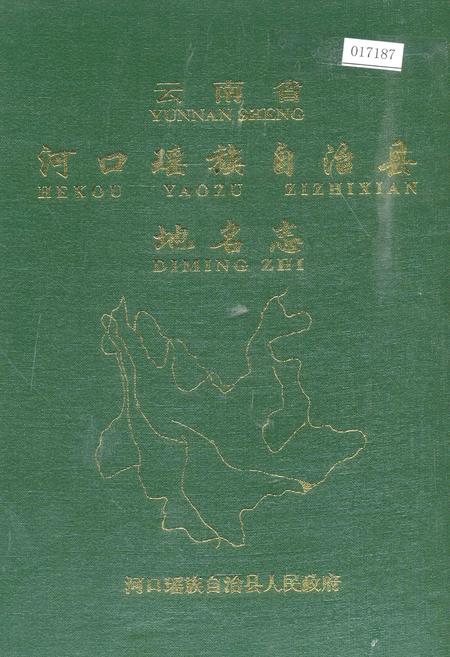 017187
云南省
YUNNAN SHENG
河口瑶族自治县
HEKOU YAOZU ZIZHIXIAN
地名志
DIMING ZHI
河口瑶族自治县人民政府